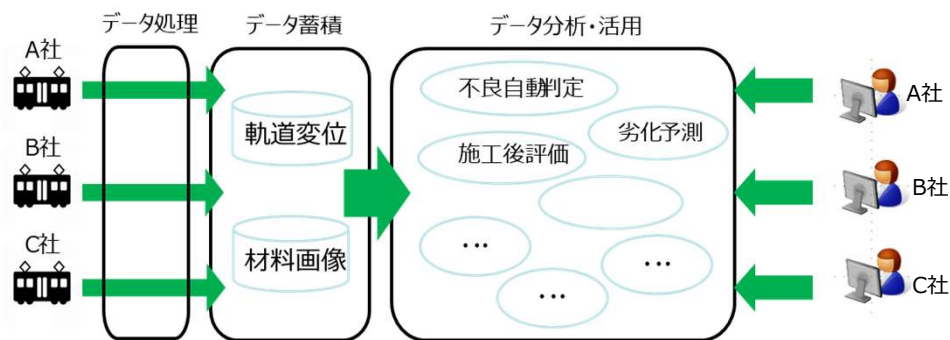 データ処理
データ蓄積
データ分析・活用
A社
B社
C社
軌道変位
材料画像
不良自動判定
劣化予測
施工後評価
…
…
…
A社
B社
C社